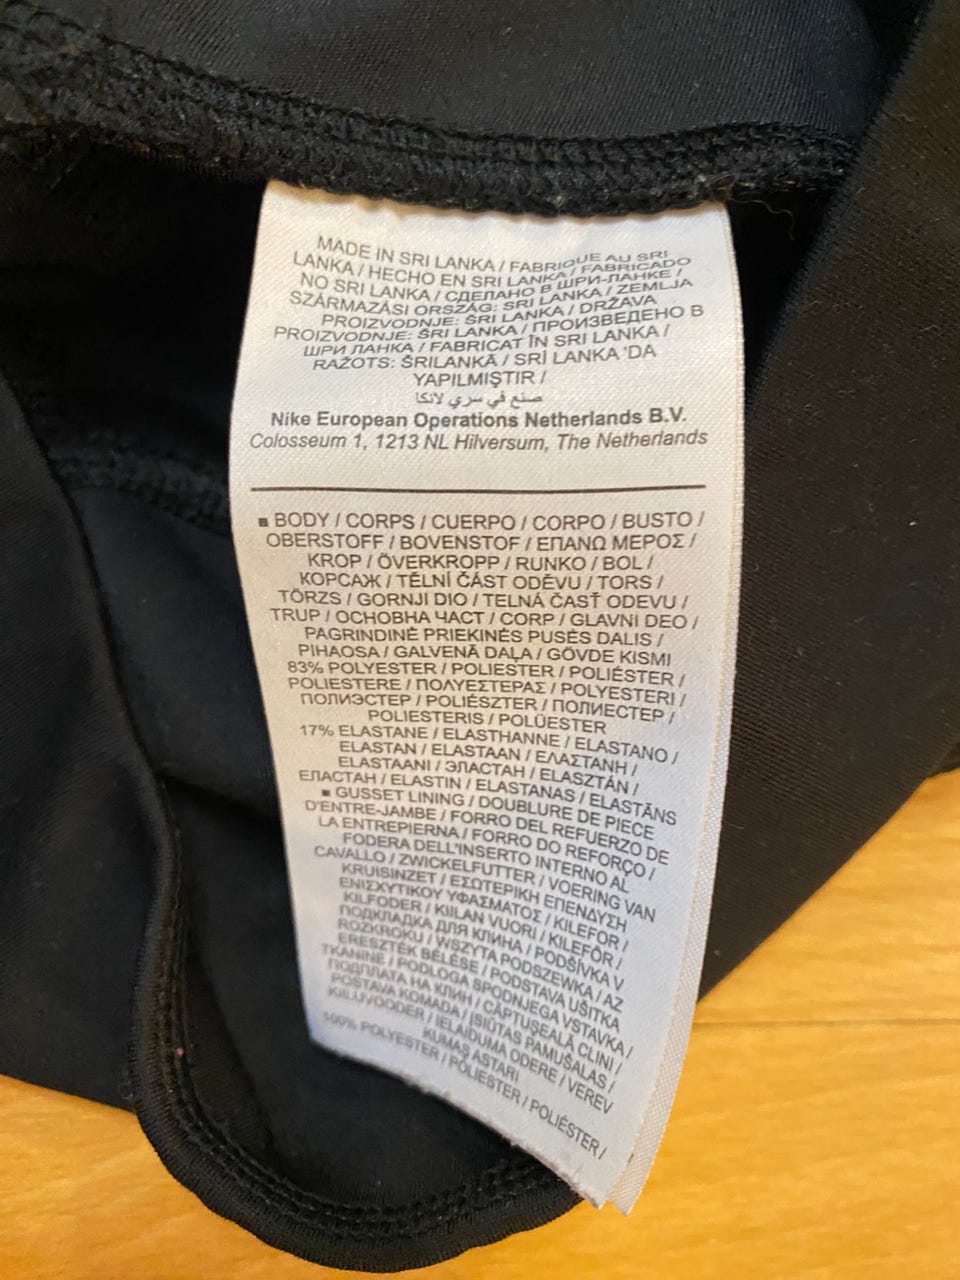 MADE IN SRI LANKA / FABRIQUE AU SRI
LANKA / HECHO EN SRI LANKA / FABRICADO
NO SRI LANKA / СДЕЛАНО В ШРИ-ЛАНКЕ /
SZÁRMAZÁSI ORSZÁG: SRI LANKA / ZEMLJA
PROIZVODNJE: ŠRI LANKA / DRŽAVA
PROIZVODNJE: ŠRI LANKA / ПРОИЗВЕДЕНО В
ШРИ ЛАНКА / FABRICAT ÎN SRI LANKA /
RAŽOTS: ŠRILANKĀ / SRİ LANKA 'DA
YAPILMIŞTIR /
صنع في سري لانكا
Nike European Operations Netherlands B.V.
Colosseum 1, 1213 NL Hilversum, The Netherlands
■ BODY / CORPS / CUERPO / CORPO / BUSTO /
OBERSTOFF / BOVENSTOF / ΕΠΑΝΩ ΜΕΡΟΣ /
KROP / ÖVERKROPP / RUNKO / BOL /
КОРСАЖ / TĚLNÍ ČÁST ODĚVU / TORS /
TÖRZS / GORNJI DIO / TELNÁ ČASŤ ODEVU /
TRUP / ОСНОВНА ЧАСТ / CORP / GLAVNI DEO /
PAGRINDINĖ PRIEKINĖS PUSĖS DALIS /
PIHAOSA / GALVENĀ DAĻA / GÖVDE KISMI
83% POLYESTER / POLIESTER / POLIÉSTER /
POLIESTERE / ΠΟΛΥΕΣΤΕΡΑΣ / POLYESTERI /
ПОЛИЭСТЕР / POLIÉSZTER / ПОЛИЕСТЕР /
POLIESTERIS / POLÜESTER
17% ELASTANE / ELASTHANNE / ELASTANO /
ELASTAN / ELASTAAN / ΕΛΑΣΤΑΝΗ /
ELASTAANI / ЭЛАСТАН / ELASZTÁN /
ЕЛАСТАН / ELASTIN / ELASTANAS / ELASTĀNS
■ GUSSET LINING / DOUBLURE DE PIECE
D'ENTRE-JAMBE / FORRO DEL REFUERZO DE
LA ENTREPIERNA / FORRO DO REFORÇO /
FODERA DELL'INSERTO INTERNO AL
CAVALLO / ZWICKELFUTTER / VOERING VAN
KRUISINZET / ΕΣΩΤΕΡΙΚΗ ΕΠΕΝΔΥΣΗ
ΕΝΙΣΧΥΤΙΚΟΥ ΥΦΑΣΜΑΤΟΣ / KILEFOR /
KILFODER / KIILAN VUORI / KILEFÔR /
ПОДКЛАДКА ДЛЯ КЛИНА / PODŠÍVKA V
ROZKROKU / WSZYTA PODSZEWKA / AZ
ERESZTÉK BÉLÉSE / PODSTAVA UŠITKA
TKANINE / PODLOGA SPODNJEGA VSTAVKA /
ПОДПЛАТА НА КЛИН / CĂPTUȘEALĂ CLINI /
POSTAVA KOMADA / ĮSIŪTAS PAMUŠALAS /
KIILUVOODER / IELAIDUMA ODERE / VEREV
KUMAŞ ASTARI
100% POLYESTER / POLIESTER / POLIÉSTER /